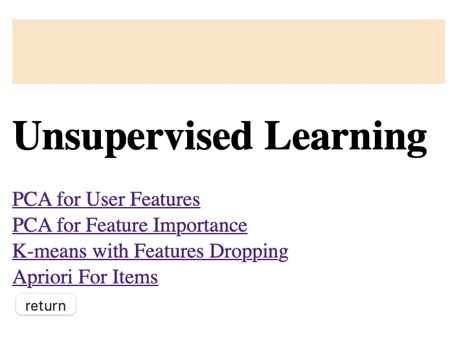 Unsupervised Learning
PCA for User Features
PCA for Feature Importance
K-means with Features Dropping
Apriori For Items
return